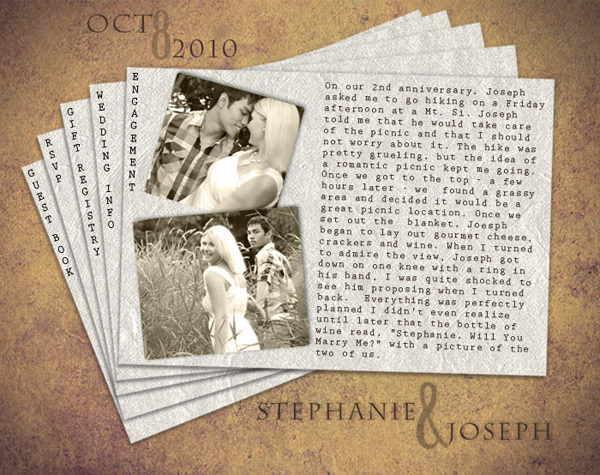 OCT
8
2010
GUEST BOOK
RSVP
GIFT REGISTRY
WEDDING INFO
ENGAGEMENT
On our 2nd anniversary, Joseph
asked me to go hiking on a Friday
afternoon at a Mt. Si. Joseph
told me that he would take care
of the picnic and that I should
not worry about it. The hike was
pretty grueling, but the idea of
a romantic picnic kept me going.
Once we got to the top - a few
hours later - we found a grassy
area and decided it would be a
great picnic location. Once we
set out the blanket, Joesph
began to lay out gourmet cheese,
crackers and wine. When I turned
to admire the view, Joseph got
down on one knee with a ring in
his hand, I was quite shocked to
see him proposing when I turned
back. Everything was perfectly
planned I didn't even realize
until later that the bottle of
wine read, "Stephanie, Will You
Marry Me?" with a picture of the
two of us.
STEPHANIE
&
JOSEPH